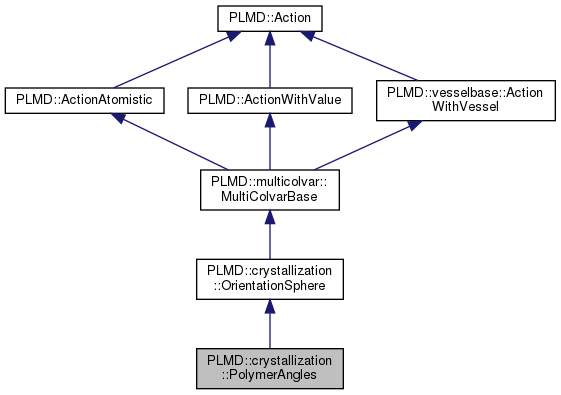 PLMD::Action
PLMD::ActionAtomistic
PLMD::ActionWithValue
PLMD::vesselbase::Action
WithVessel
PLMD::multicolvar::
MultiColvarBase
PLMD::crystallization
::OrientationSphere
PLMD::crystallization
::PolymerAngles